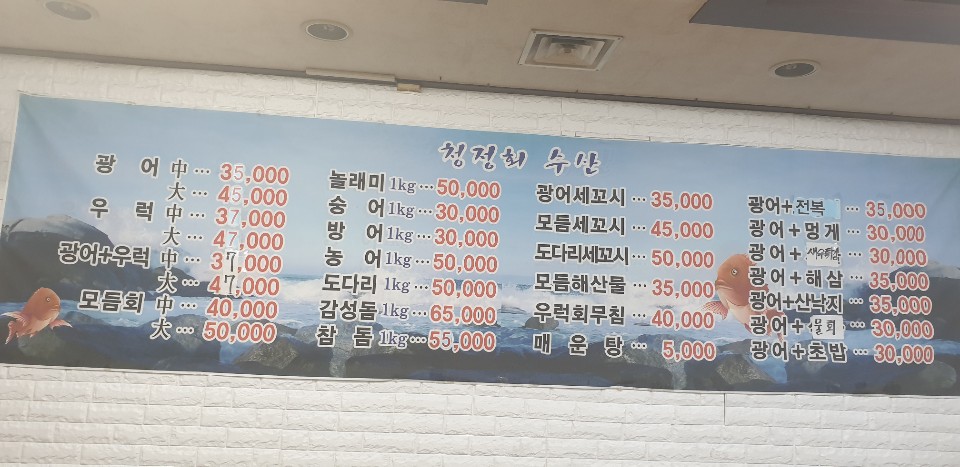 청정회 수산
광 어 中 ··· 35,000
大 ··· 45,000
우 럭 中 ··· 37,000
大 ··· 47,000
광어+우럭 中 ··· 37,000
大 ··· 47,000
모듬회 中 ··· 40,000
大 ··· 50,000
놀래미 1kg ··· 50,000
숭 어 1kg ··· 30,000
방 어 1kg ··· 30,000
농 어 1kg ··· 50,000
도다리 1kg ··· 50,000
감성돔 1kg ··· 65,000
참 돔 1kg ··· 55,000
광어세꼬시 ··· 35,000
모듬세꼬시 ··· 45,000
도다리세꼬시 ··· 50,000
모듬해산물 ··· 35,000
우럭회무침 ··· 40,000
매 운 탕 ··· 5,000
광어+전복 ··· 35,000
광어+멍게 ··· 30,000
광어+ ··· 30,000
광어+해삼 ··· 35,000
광어+산낙지 ··· 35,000
광어+물회 ··· 30,000
광어+초밥 ··· 30,000